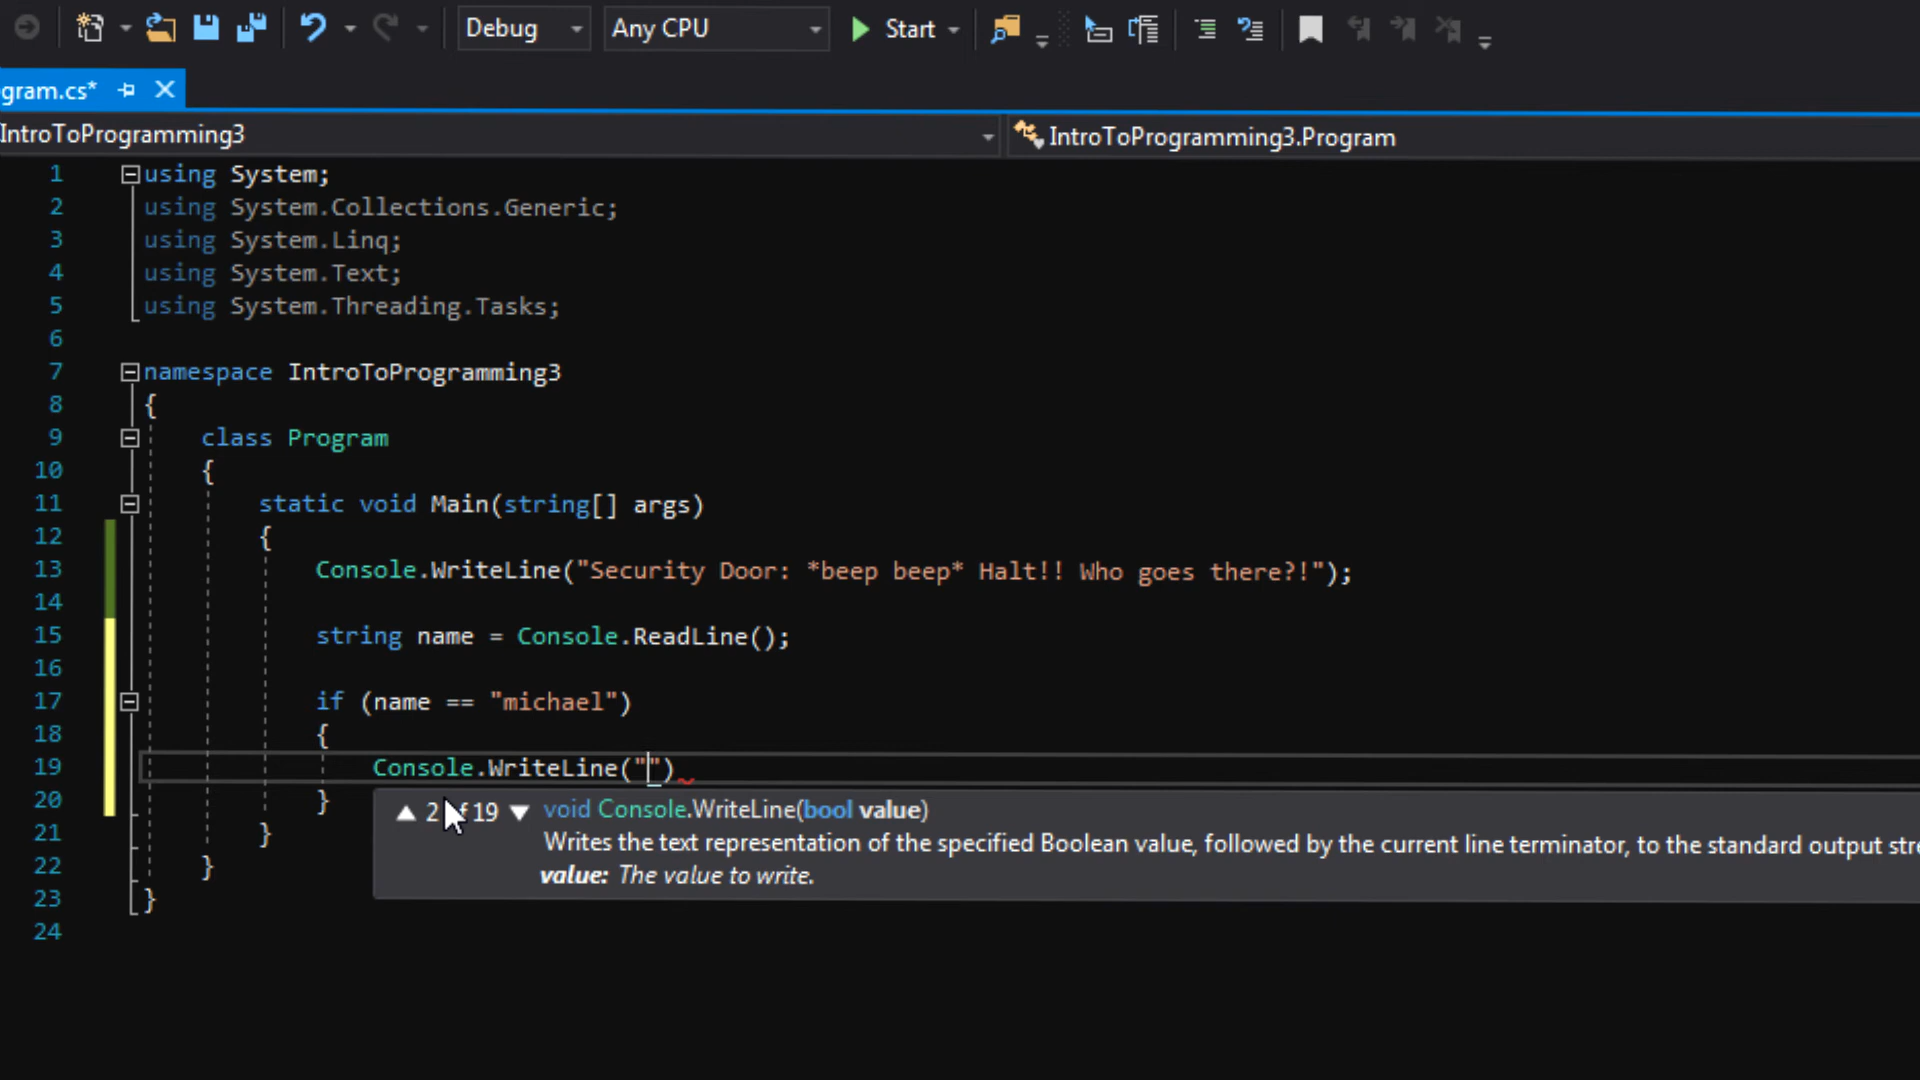 Debug Any CPU Start
gram.cs*
IntroToProgramming3 IntroToProgramming3.Program
1 using System;
2 using System.Collections.Generic;
3 using System.Linq;
4 using System.Text;
5 using System.Threading.Tasks;
6
7 namespace IntroToProgramming3
8 {
9 class Program
10 {
11 static void Main(string[] args)
12 {
13 Console.WriteLine("Security Door: *beep beep* Halt!! Who goes there?!");
14
15 string name = Console.ReadLine();
16
17 if (name == "michael")
18 {
19 Console.WriteLine("")
20 }
▲ 2 of 19 ▼ void Console.WriteLine(bool value)
Writes the text representation of the specified Boolean value, followed by the current line terminator, to the standard output stre
value: The value to write.
21 }
22 }
23 }
24